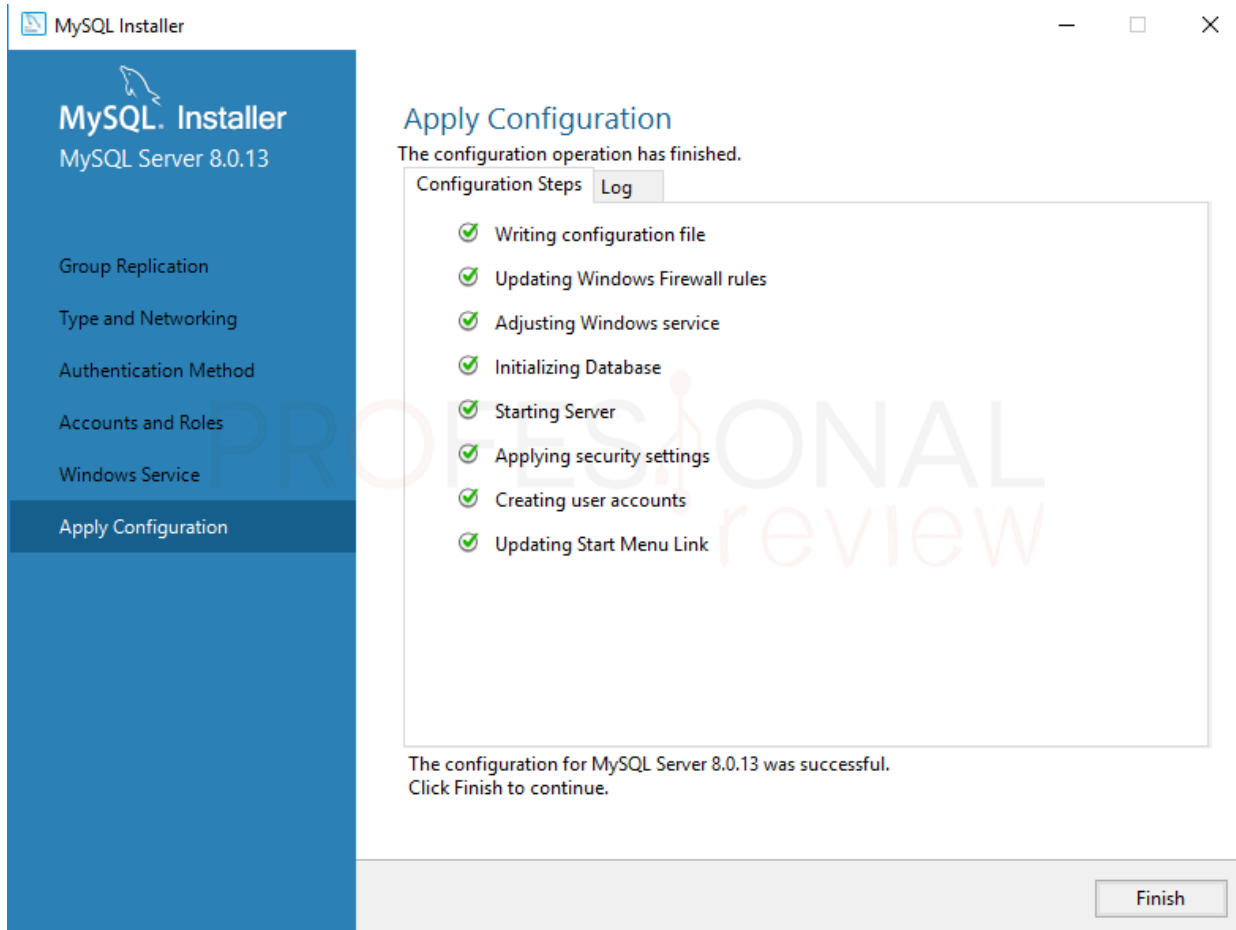 MySQL Installer
MySQL. Installer
MySQL Server 8.0.13
Group Replication
Type and Networking
Authentication Method
Accounts and Roles
Windows Service
Apply Configuration
Apply Configuration
The configuration operation has finished.
Configuration Steps
Log
Writing configuration file
Updating Windows Firewall rules
Adjusting Windows service
Initializing Database
Starting Server
Applying security settings
Creating user accounts
Updating Start Menu Link
PROFESIONAL
review
The configuration for MySQL Server 8.0.13 was successful.
Click Finish to continue.
Finish